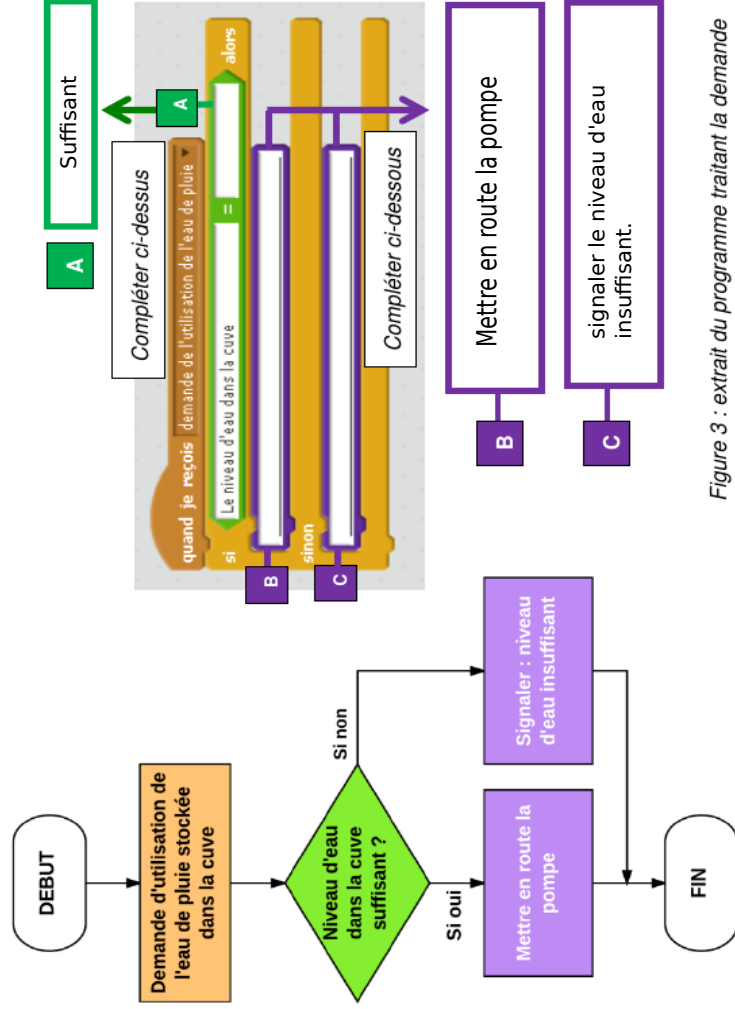 DEBUT
Demande d'utilisation de
l'eau de pluie stockée
dans la cuve
Niveau d'eau
dans la cuve
suffisant ?
Si non
Si oui
Mettre en route la
pompe
Signaler : niveau
d'eau insuffisant
FIN
A
Suffisant
Compléter ci-dessus
A
quand je reçois demande de l'utilisation de l'eau de pluie
si Le niveau d'eau dans la cuve = alors
B
sinon
C
Compléter ci-dessous
B
Mettre en route la pompe
C
signaler le niveau d'eau
insuffisant.
Figure 3 : extrait du programme traitant la demande